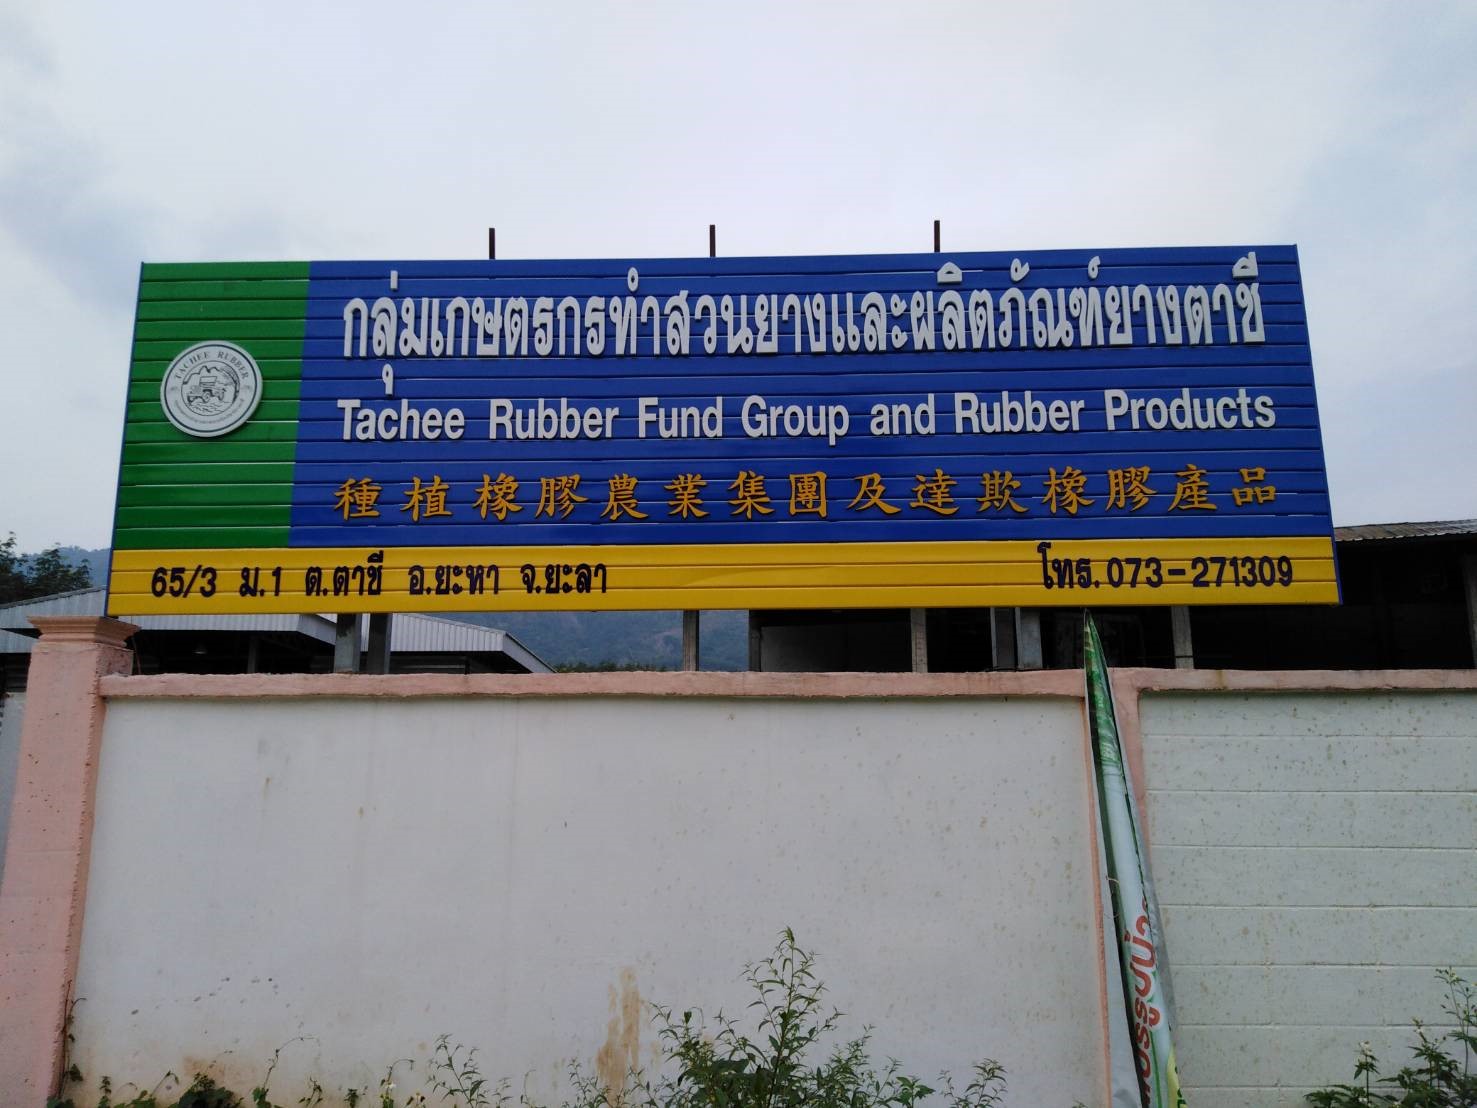 กลุ่มเกษตรกรทำสวนยางและผลิตภัณฑ์ยางตาชี
TACHEE RUBBER
Tachee Rubber Fund Group and Rubber Products
種植橡膠農業集團及達欺橡膠產品
65/3 ม.1 ต.ตาชี อ.ยะหา จ.ยะลา
โทร. 073-271309